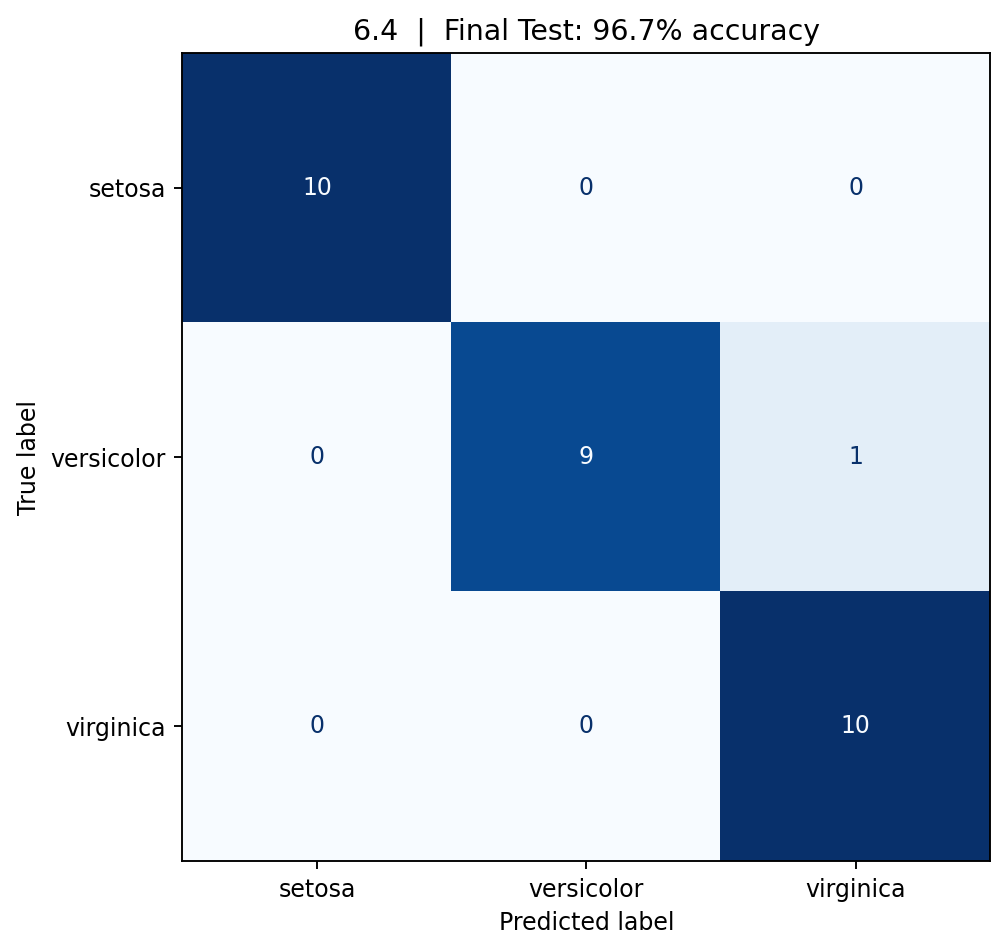 6.4 | Final Test: 96.7% accuracy
setosa 10 0 0
True label
versicolor 0 9 1
virginica 0 0 10
setosa versicolor virginica
Predicted label